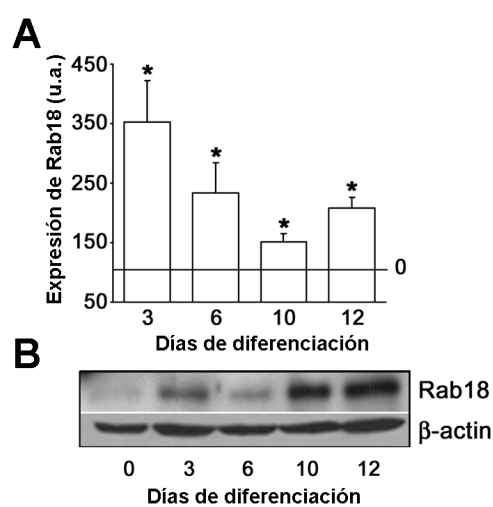 A
Expresión de Rab18 (u.a.)
450
350
250
150
50
*
*
*
*
0
3 6 10 12
Días de diferenciación
B
Rab18
β-actin
0 3 6 10 12
Días de diferenciación